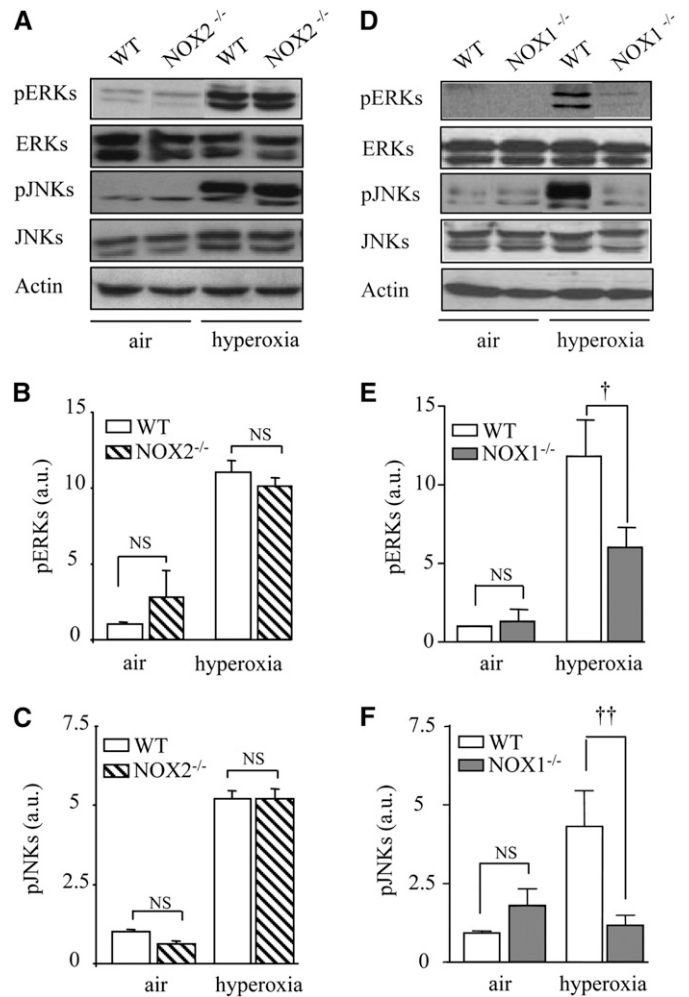 A
WT NOX2 -/- WT NOX2 -/-
pERKs
ERKs
pJNKs
JNKs
Actin
air hyperoxia
D
WT NOX1 -/- WT NOX1 -/-
pERKs
ERKs
pJNKs
JNKs
Actin
air hyperoxia
B
pERKs (a.u.)
15
10
5
0
WT
NOX2-/-
NS
NS
air hyperoxia
E
pERKs (a.u.)
15
10
5
0
WT
NOX1-/-
NS
†
air hyperoxia
C
pJNKs (a.u.)
7.5
5
2.5
0
WT
NOX2-/-
NS
NS
air hyperoxia
F
pJNKs (a.u.)
7.5
5
2.5
0
WT
NOX1-/-
NS
††
air hyperoxia